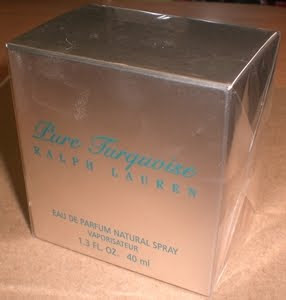 Pure Turquoise
RALPH LAUREN
EAU DE PARFUM NATURAL SPRAY
VAPORISATEUR
1.3 FL. OZ. 40 ml